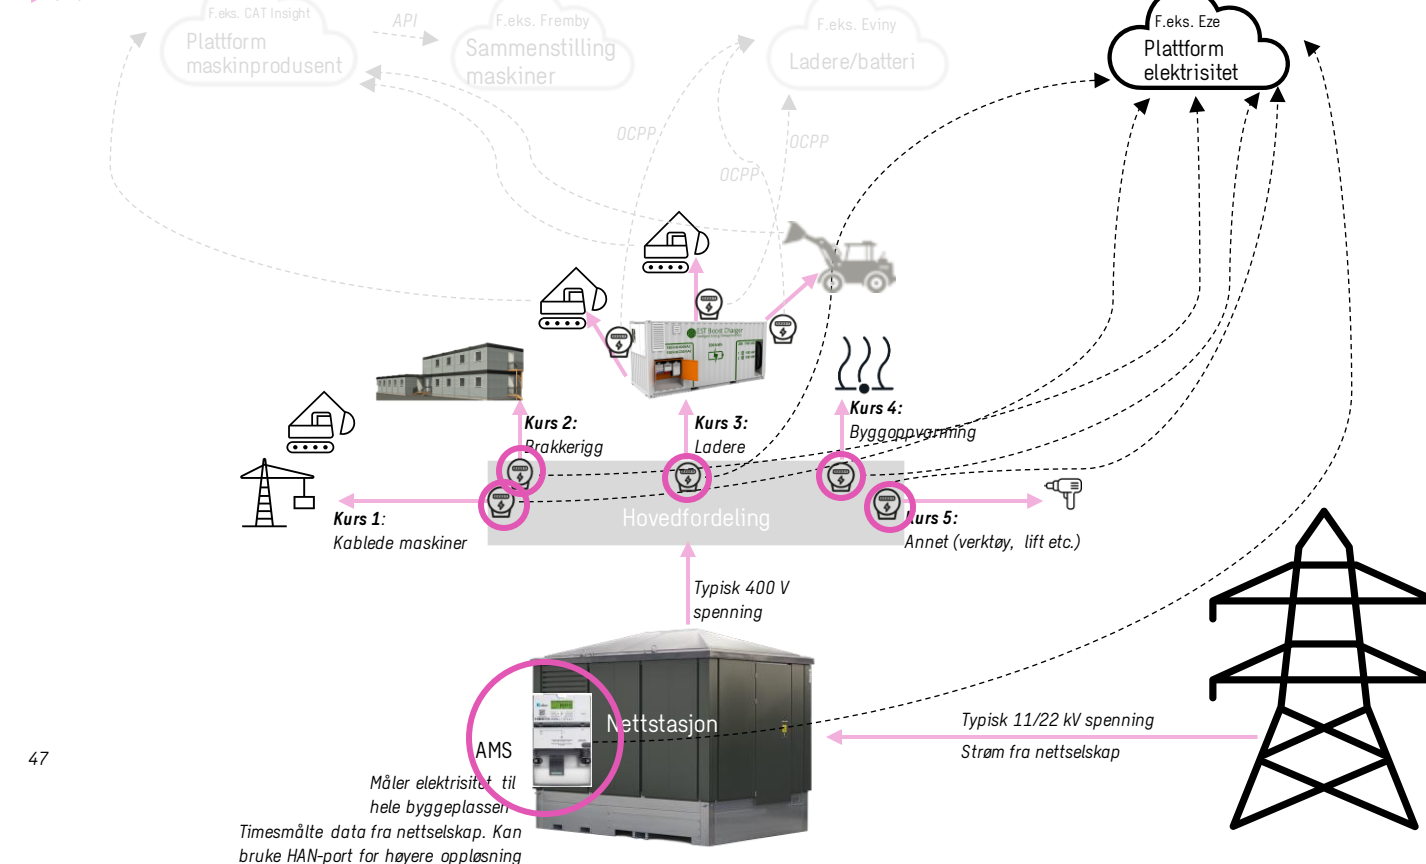 F.eks. CAT Insight
Plattform
maskinprodusent
API
F.eks. Fremby
Sammenstilling
maskiner
F.eks. Eviny
Ladere/batteri
F.eks. Eze
Plattform
elektrisitet
OCPP
OCPP
OCPP
EST Boost Charger
Kurs 2:
Brakkerigg
Kurs 3:
Ladere
Kurs 4:
Byggoppvarming
Kurs 1:
Kablede maskiner
Hovedfordeling
Kurs 5:
Annet (verktøy, lift etc.)
Typisk 400 V
spenning
Nettstasjon
AMS
Typisk 11/22 kV spenning
Strøm fra nettselskap
Måler elektrisitet til
hele byggeplassen
Timesmålte data fra nettselskap. Kan
bruke HAN-port for høyere oppløsning
47